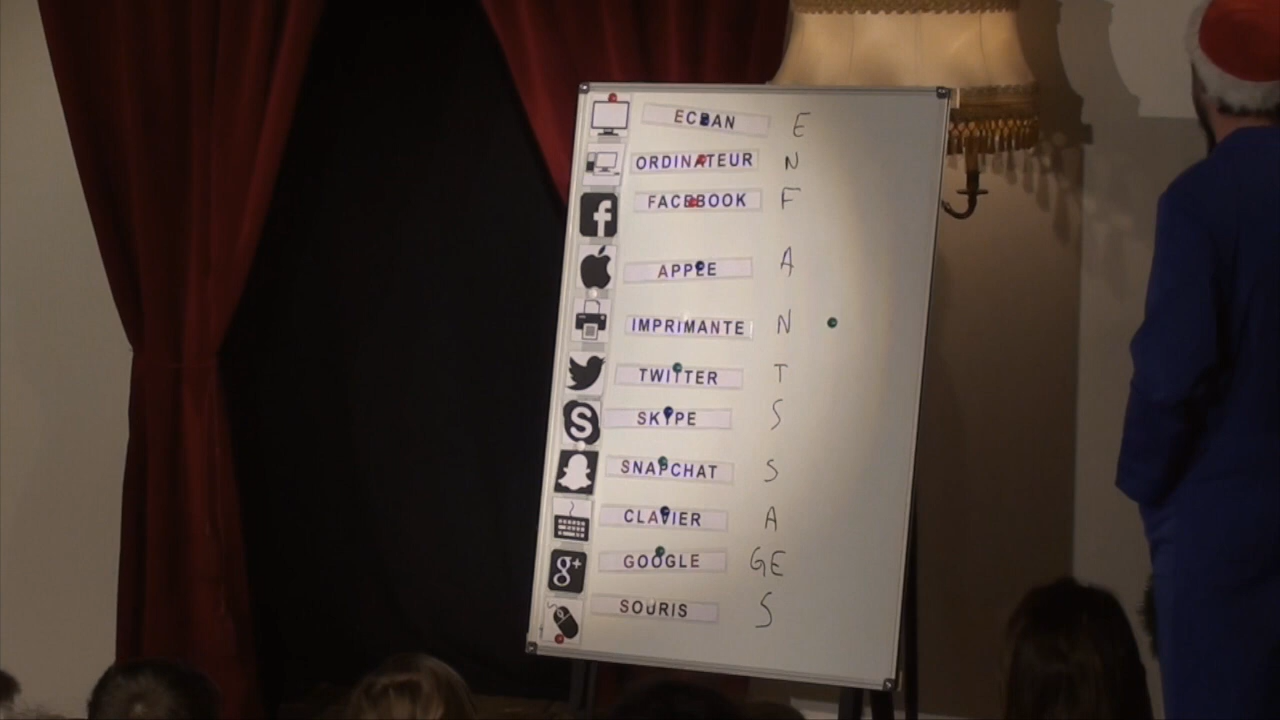 ECRAN E
ORDINATEUR N
f FACEBOOK F
APPLE A
IMPRIMANTE N
TWITTER T
S SKYPE S
SNAPCHAT S
CLAVIER A
g+ GOOGLE GE
SOURIS S